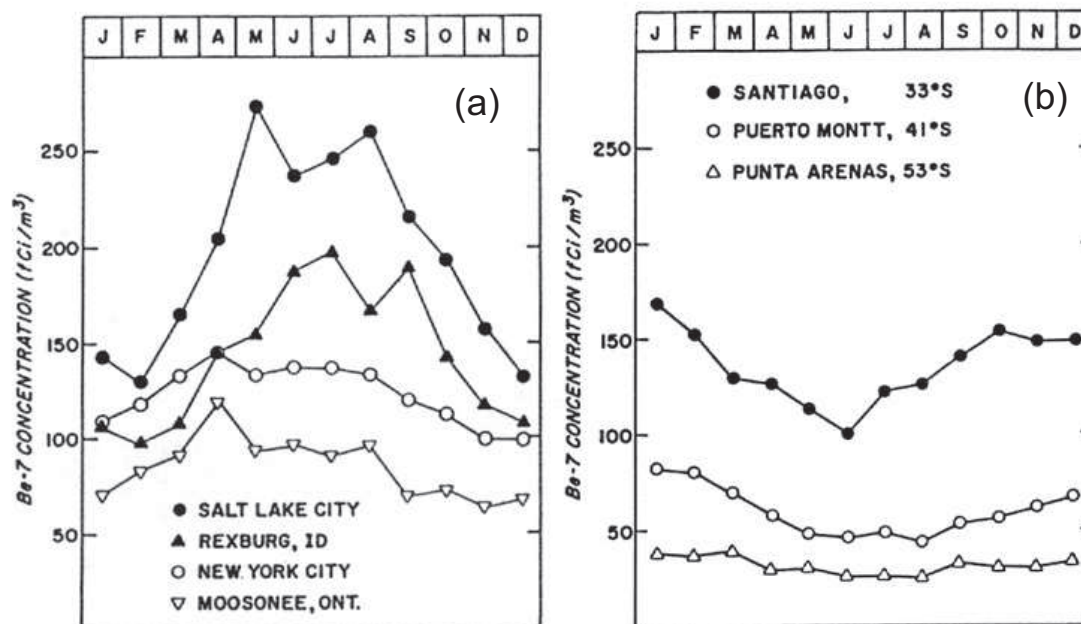 J F M A M J J A S O N D
(a)
250
200
150
100
50
Be-7 CONCENTRATION (fCi/m³)
SALT LAKE CITY
REXBURG, ID
NEW YORK CITY
MOOSONEE, ONT.
J F M A M J J A S O N D
(b)
SANTIAGO, 33°S
PUERTO MONTT, 41°S
PUNTA ARENAS, 53°S
250
200
150
100
50
Be-7 CONCENTRATION (fCi/m³)